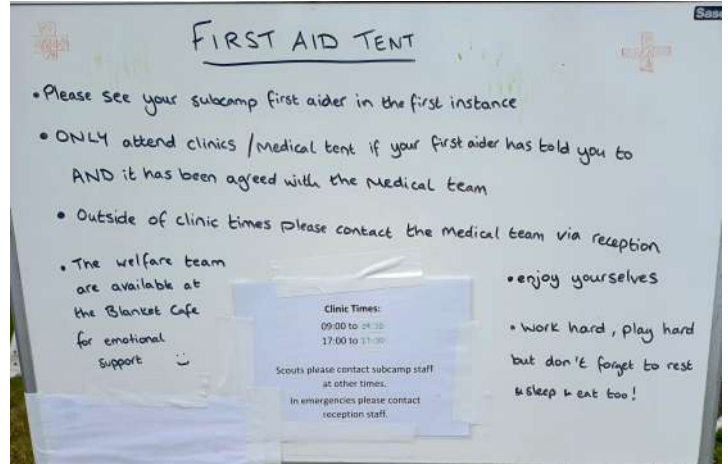 Sas
FIRST AID TENT
• Please see your subcamp first aider in the first instance
• ONLY attend clinics / Medical tent if your first aider has told you to
AND it has been agreed with the Medical team
• Outside of clinic times please contact the medical team via reception
• The welfare team
are available at
the Blanket Cafe
for emotional
support
Clinic Times:
09:00 to
17:00 to
Scouts please contact subcamp staff
at other times.
In emergencies please contact
reception staff.
• enjoy yourselves
• work hard, play hard
but don't forget to rest
& sleep & eat too!